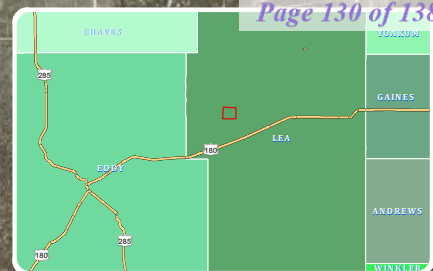 Page 130 of 138
CHAVES
YOAKUM
285
GAINES
180
LEA
EDDY
ANDREWS
285
180
WINKLER